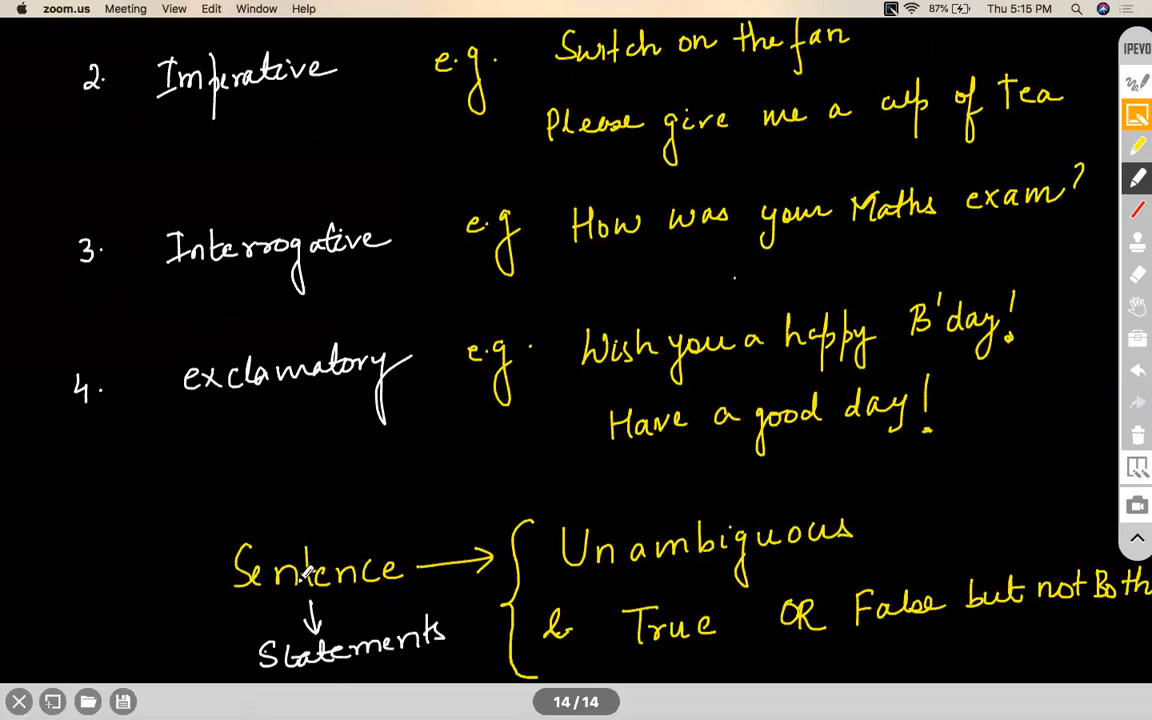 zoom.us Meeting View Edit Window Help 87% Thu 5:15 PM
IPEVO
2. Imperative e.g. Switch on the fan
Please give me a cup of Tea
3. Interrogative e.g How was your Maths exam?
4. exclamatory e.g. Wish you a happy B'day!
Have a good day!
Sentence → Unambiguous
& True OR False but not Both
↓
Statements
14 / 14